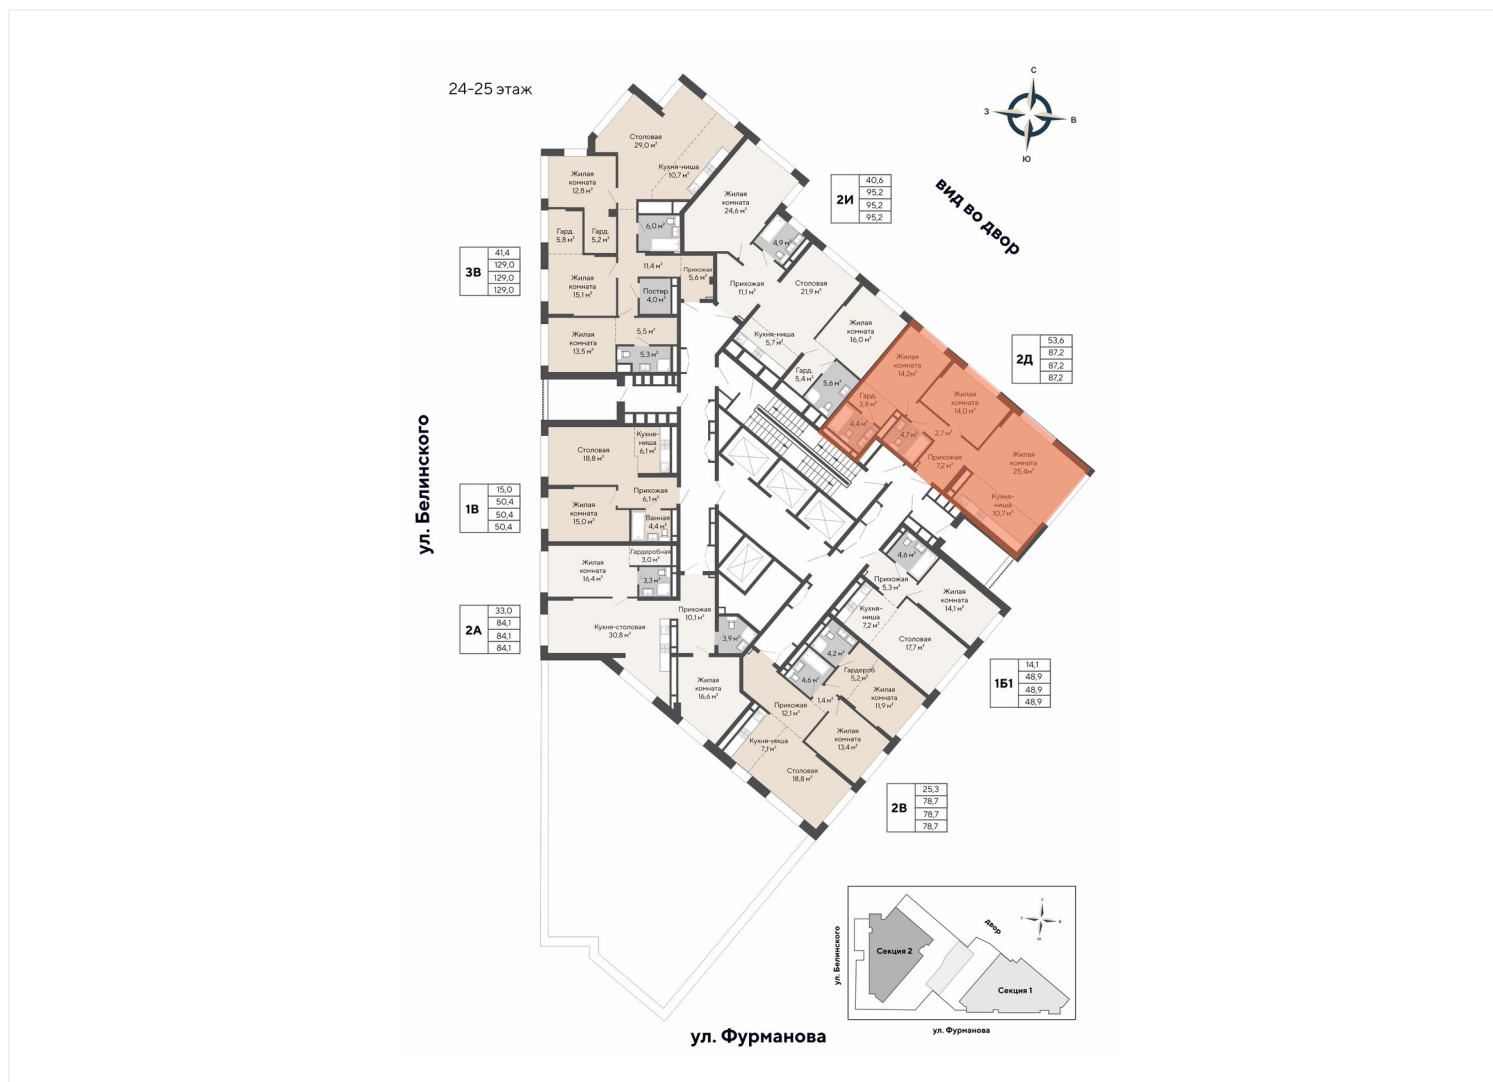 24-25 этаж
С
З
В
Ю
вид во двор
ул. Белинского
ул. Фурманова
3В
41,4
129,0
129,0
129,0
1В
15,0
50,4
50,4
50,4
2А
33,0
84,1
84,1
84,1
2И
40,6
95,2
95,2
95,2
2Д
53,6
87,2
87,2
87,2
1Б1
14,1
48,9
48,9
48,9
2В
25,3
78,7
78,7
78,7
Столовая
29,0 м²
Кухня-ниша
10,7 м²
Жилая
комната
12,8 м²
Гард.
5,8 м²
Гард.
5,2 м²
6,0 м²
11,4 м²
Прихожая
5,6 м²
Жилая
комната
15,1 м²
Постир.
4,0 м²
Жилая
комната
13,5 м²
5,5 м²
5,3 м²
Жилая
комната
24,6 м²
4,9 м²
Прихожая
11,1 м²
Столовая
21,9 м²
Кухня-ниша
5,7 м²
Жилая
комната
16,0 м²
Гард.
5,4 м²
5,6 м²
Жилая
комната
14,2м²
Гард.
3,8 м²
4,4 м²
4,7 м²
2,7 м²
Жилая
комната
14,0м²
Прихожая
7,2 м²
Жилая
комната
25,4м²
Кухня-
ниша
10,7 м²
Столовая
18,8 м²
Кухня-
ниша
6,1 м²
Прихожая
6,1 м²
Жилая
комната
15,0 м²
Ванная
4,4 м²
Жилая
комната
16,4 м²
Гардеробная
3,0 м²
3,3 м²
Кухня-столовая
30,8 м²
Прихожая
10,1 м²
3,9 м²
Жилая
комната
16,6 м²
4,6 м²
Прихожая
5,3 м²
Жилая
комната
14,1 м²
Кухня-
ниша
7,2 м²
Столовая
17,7 м²
4,2 м²
4,6 м²
Гардероб
5,2 м²
1,4 м²
Жилая
комната
11,9 м²
Прихожая
12,1 м²
Жилая
комната
13,4 м²
Кухня-ниша
7,1 м²
Столовая
18,8 м²
ул. Белинского
Секция 2
двор
Секция 1
ул. Фурманова